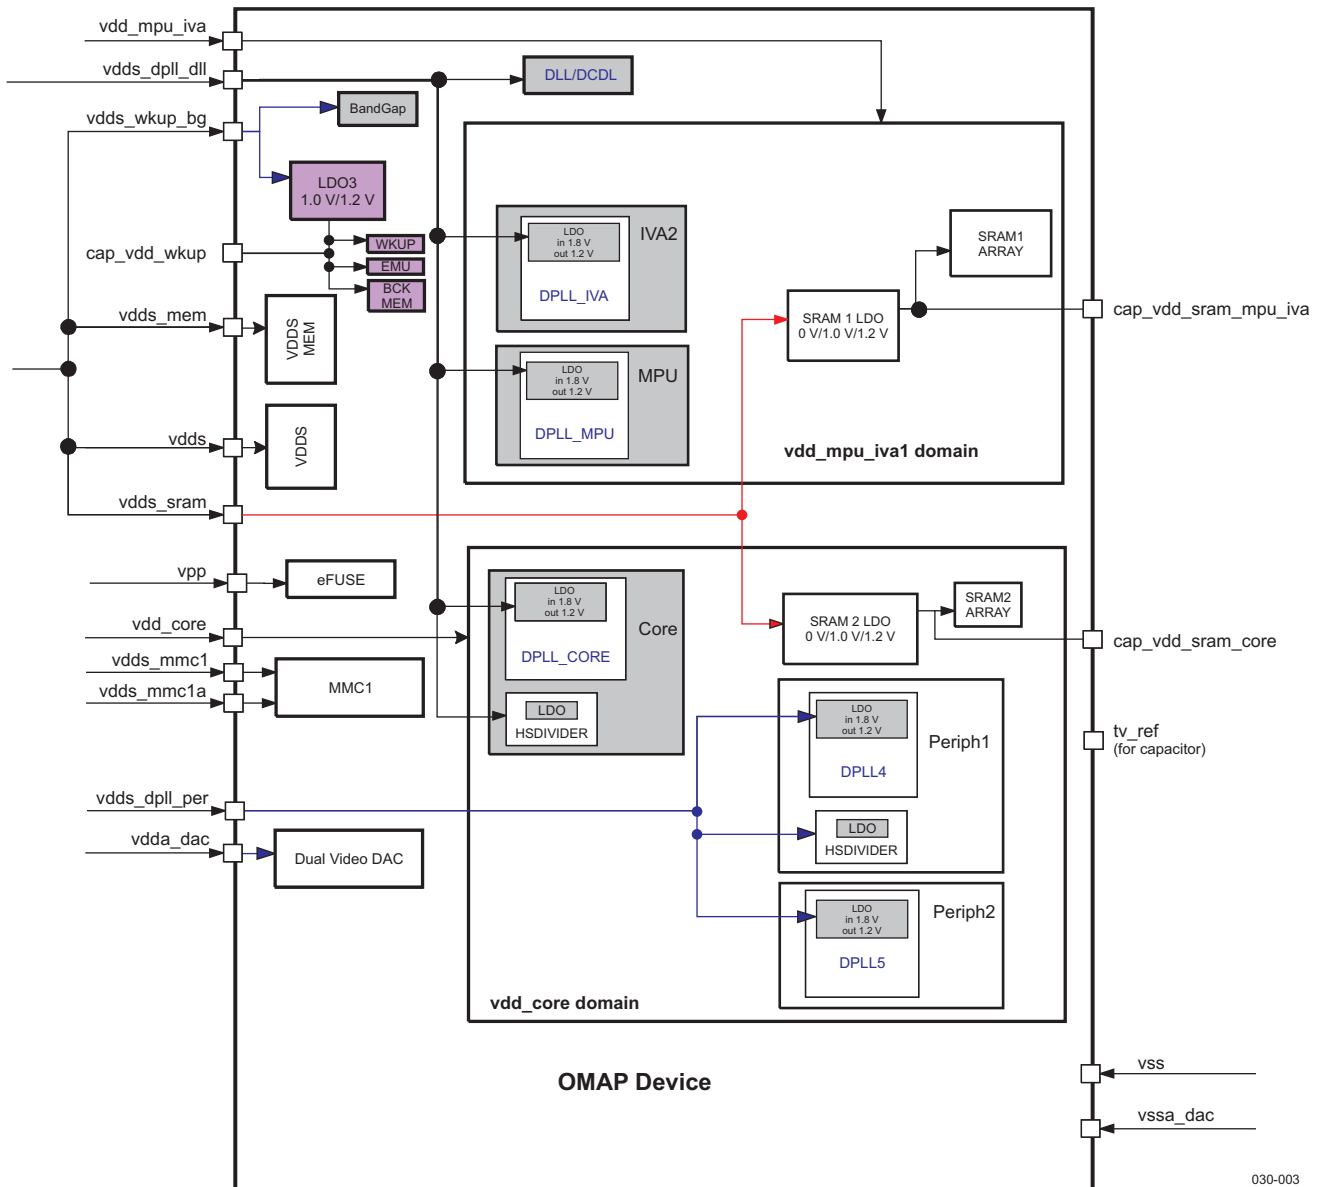 vdd_mpu_iva
vdds_dpll_dll
DLL/DCDL
vdds_wkup_bg
BandGap
LDO3
1.0 V/1.2 V
cap_vdd_wkup
WKUP
EMU
BCK
MEM
vdds_mem
VDDS
MEM
vdds
VDDS
vdds_sram
LDO
in 1.8 V
out 1.2 V
IVA2
DPLL_IVA
LDO
in 1.8 V
out 1.2 V
MPU
DPLL_MPU
SRAM1
ARRAY
SRAM 1 LDO
0 V/1.0 V/1.2 V
cap_vdd_sram_mpu_iva
vdd_mpu_iva1 domain
vpp
eFUSE
vdd_core
vdds_mmc1
vdds_mmc1a
MMC1
LDO
in 1.8 V
out 1.2 V
Core
DPLL_CORE
LDO
HSDIVIDER
SRAM 2 LDO
0 V/1.0 V/1.2 V
SRAM2
ARRAY
cap_vdd_sram_core
tv_ref
(for capacitor)
LDO
in 1.8 V
out 1.2 V
Periph1
DPLL4
LDO
HSDIVIDER
vdds_dpll_per
vdda_dac
Dual Video DAC
LDO
in 1.8 V
out 1.2 V
Periph2
DPLL5
vdd_core domain
OMAP Device
vss
vssa_dac
030-003